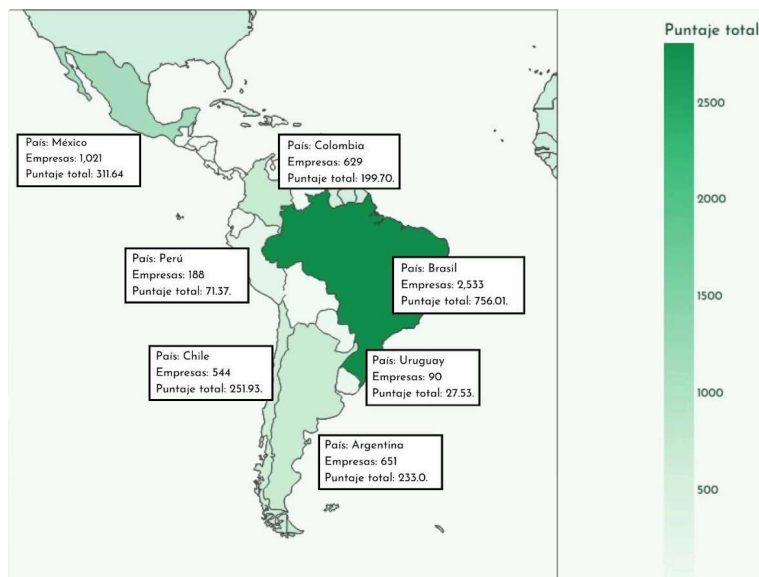 Puntaje total
2500
2000
1500
1000
500
País: México
Empresas: 1,021
Puntaje total: 311.64
País: Colombia
Empresas: 629
Puntaje total: 199.70.
País: Perú
Empresas: 188
Puntaje total: 71.37.
País: Brasil
Empresas: 2,533
Puntaje total: 756.01.
País: Chile
Empresas: 544
Puntaje total: 251.93.
País: Uruguay
Empresas: 90
Puntaje total: 27.53.
País: Argentina
Empresas: 651
Puntaje total: 233.0.